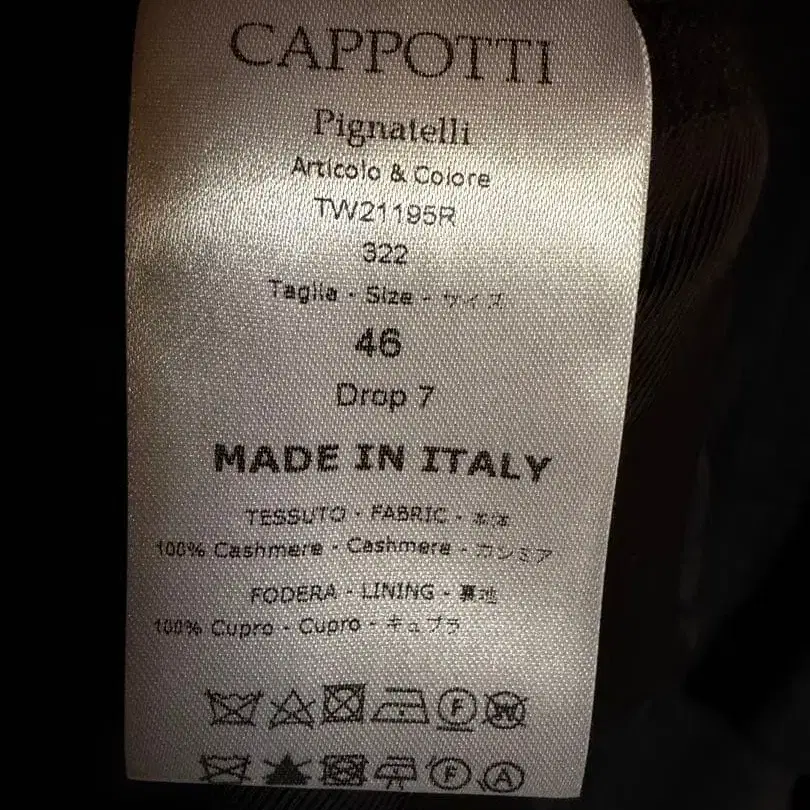 CAPPOTTI
Pignatelli
Articolo & Colore
TW21195R
322
Taglia - Size - サイズ
46
Drop 7
MADE IN ITALY
TESSUTO - FABRIC - 本体
100% Cashmere - Cashmere - カシミア
FODERA - LINING - 裏地
100% Cupro - Cupro - キュプラ
F W
F A